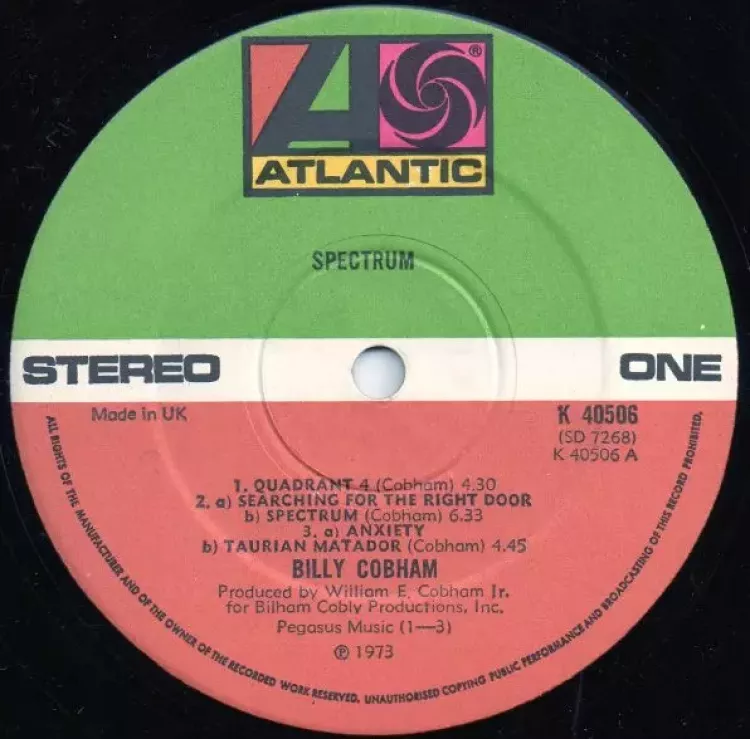 ®
ATLANTIC
SPECTRUM
STEREO
ONE
Made in UK
K 40506
(SD 7268)
K 40506 A
1. QUADRANT 4 (Cobham) 4.30
2. a) SEARCHING FOR THE RIGHT DOOR
b) SPECTRUM (Cobham) 6.33
3. a) ANXIETY
b) TAURIAN MATADOR (Cobham) 4.45
BILLY COBHAM
Produced by William E. Cobham Jr.
for Bilham Cobly Productions, Inc.
Pegasus Music (1—3)
℗ 1973
ALL RIGHTS OF THE MANUFACTURER AND OF THE OWNER OF THE RECORDED WORK RESERVED. UNAUTHORISED COPYING PUBLIC PERFORMANCE AND BROADCASTING OF THIS RECORD PROHIBITED.